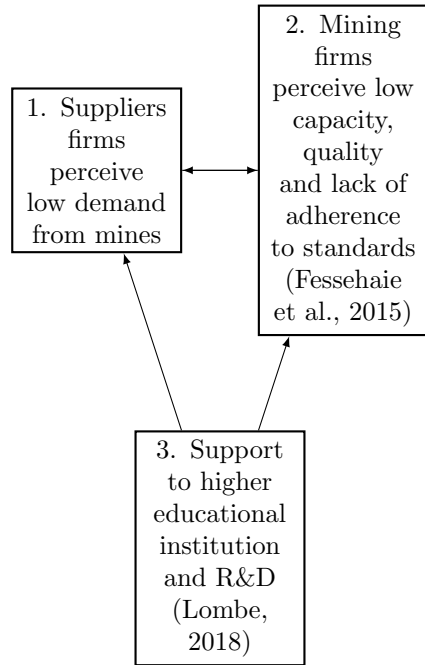 1. Suppliers
firms
perceive
low demand
from mines
2. Mining
firms
perceive low
capacity,
quality
and lack of
adherence
to standards
(Fessehaie
et al., 2015)
3. Support
to higher
educational
institution
and R&D
(Lombe,
2018)